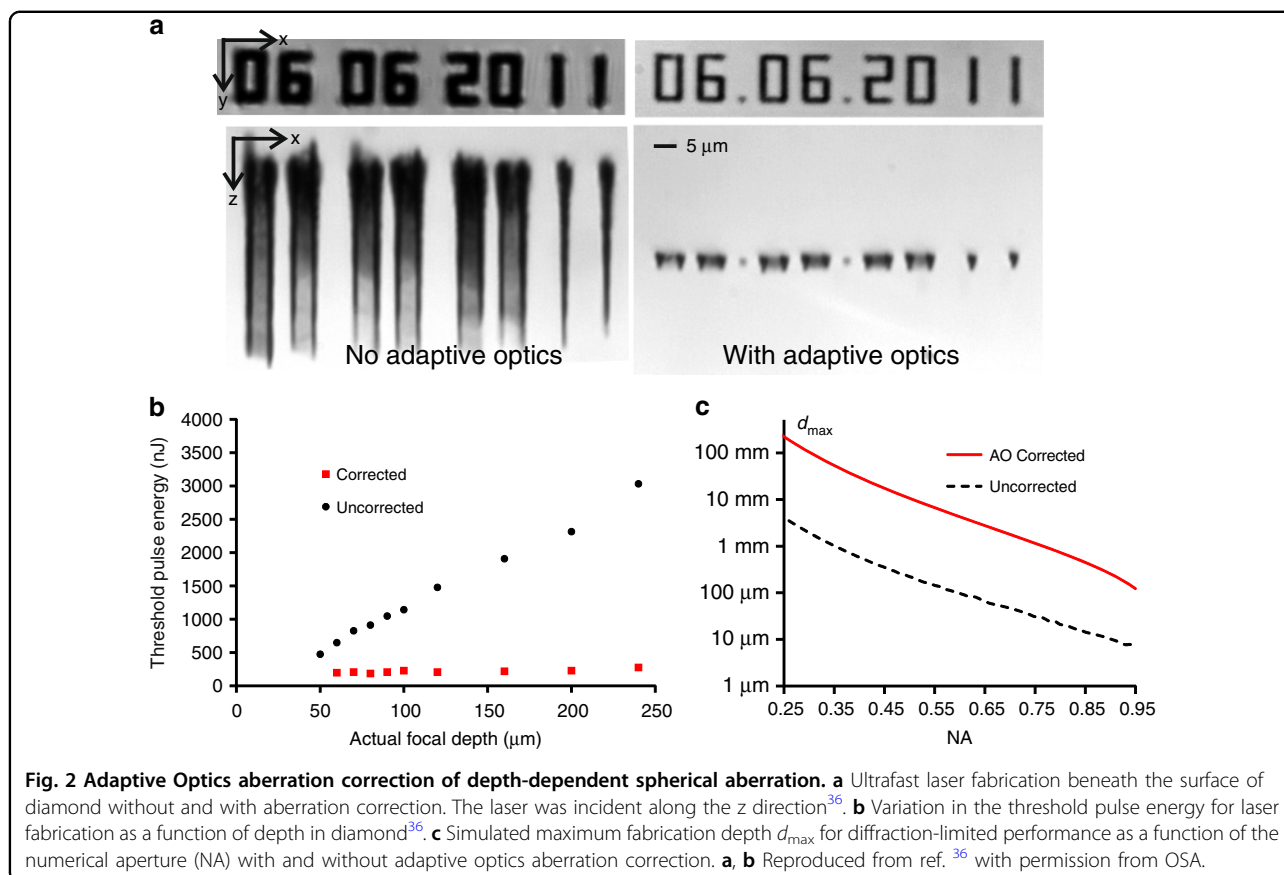 a
x
06 06 20 11
y
06.06.2011
x
z
5 μm
No adaptive optics
With adaptive optics
b
Threshold pulse energy (nJ)
4000
3500
3000
2500
2000
1500
1000
500
0
Corrected
Uncorrected
0 50 100 150 200 250
Actual focal depth (μm)
c
dmax
100 mm
10 mm
1 mm
100 μm
10 μm
1 μm
AO Corrected
Uncorrected
0.25 0.35 0.45 0.55 0.65 0.75 0.85 0.95
NA
Fig. 2 Adaptive Optics aberration correction of depth-dependent spherical aberration. a Ultrafast laser fabrication beneath the surface of
diamond without and with aberration correction. The laser was incident along the z direction36. b Variation in the threshold pulse energy for laser
fabrication as a function of depth in diamond36. c Simulated maximum fabrication depth dmax for diffraction-limited performance as a function of the
numerical aperture (NA) with and without adaptive optics aberration correction. a, b Reproduced from ref. 36 with permission from OSA.